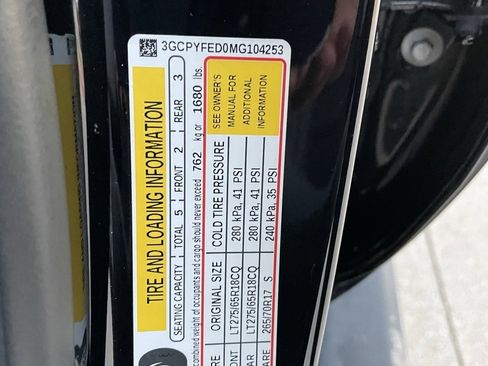 3GCPYFED0MG104253
TIRE AND LOADING INFORMATION
SEATING CAPACITY TOTAL 5 FRONT 2 REAR 3
combined weight of occupants and cargo should never exceed 762 kg or 1680 lbs.
ORIGINAL SIZE COLD TIRE PRESSURE SEE OWNER'S
LT275/65R18CQ 280 kPa, 41 PSI MANUAL FOR
LT275/65R18CQ 280 kPa, 41 PSI ADDITIONAL
265/70R17 S 240 kPa, 35 PSI INFORMATION